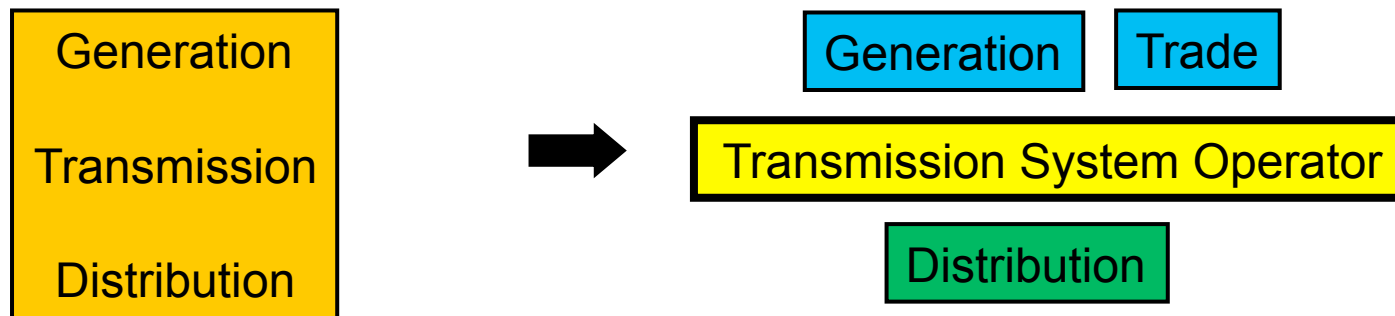 Generation
Transmission
Distribution
Generation
Trade
Transmission System Operator
Distribution